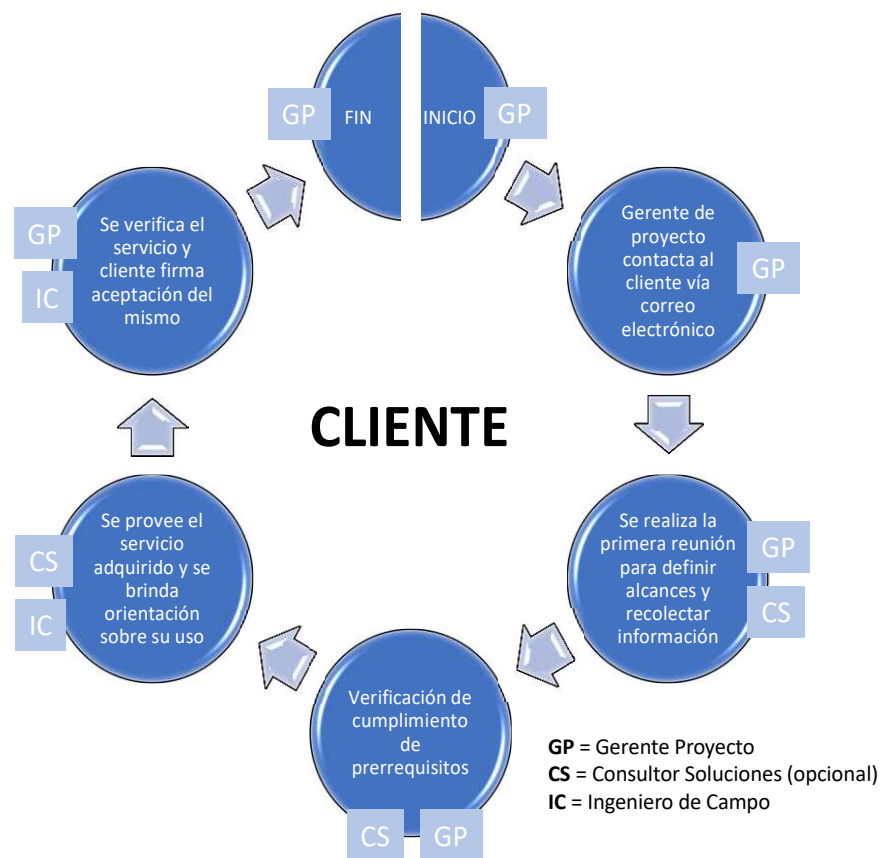 GP
FIN
INICIO
GP
Gerente de
proyecto
contacta al
cliente vía
correo
electrónico
GP
Se realiza la
primera reunión
para definir
alcances y
recolectar
información
GP
CS
Verificación de
cumplimiento
de
prerrequisitos
CS
GP
Se provee el
servicio
adquirido y se
brinda
orientación
sobre su uso
CS
IC
Se verifica el
servicio y
cliente firma
aceptación del
mismo
GP
IC
CLIENTE
GP = Gerente Proyecto
CS = Consultor Soluciones (opcional)
IC = Ingeniero de Campo